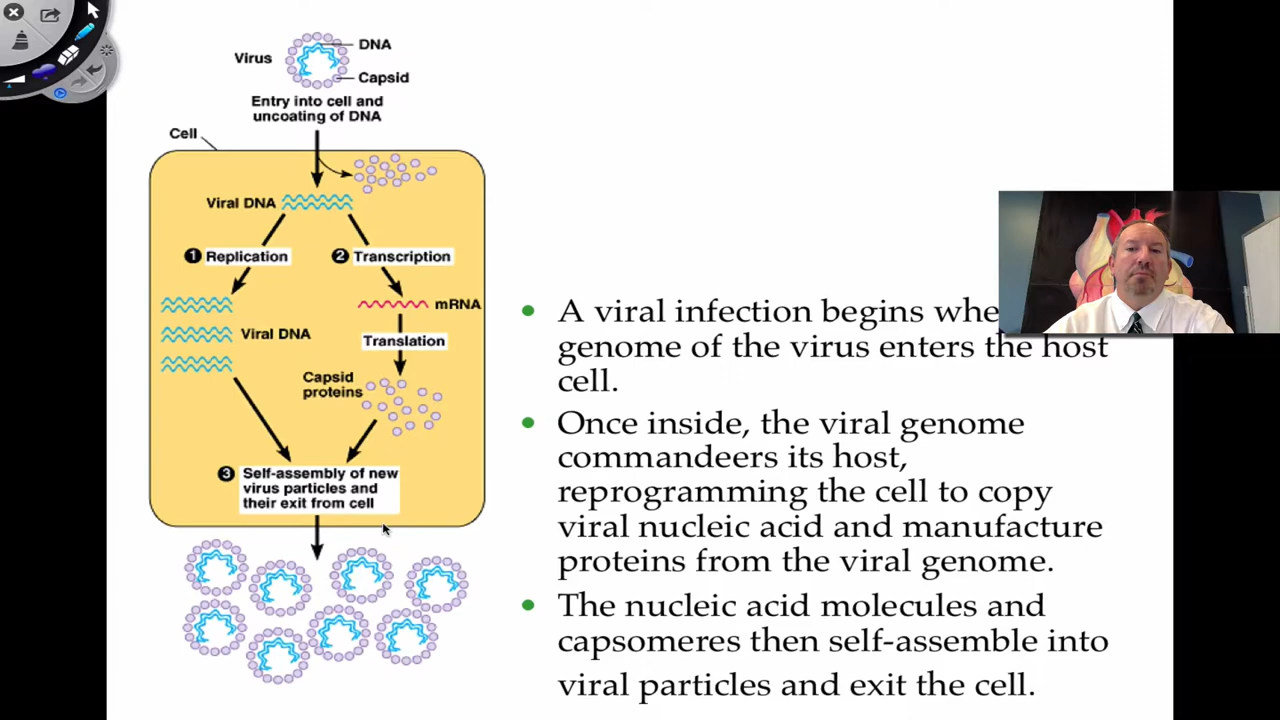 DNA
Virus
Capsid
Entry into cell and
uncoating of DNA
Cell
Viral DNA
1 Replication
2 Transcription
mRNA
Viral DNA
Translation
Capsid
proteins
3 Self-assembly of new
virus particles and
their exit from cell
• A viral infection begins whe
genome of the virus enters the host
cell.
• Once inside, the viral genome
commandeers its host,
reprogramming the cell to copy
viral nucleic acid and manufacture
proteins from the viral genome.
• The nucleic acid molecules and
capsomeres then self-assemble into
viral particles and exit the cell.